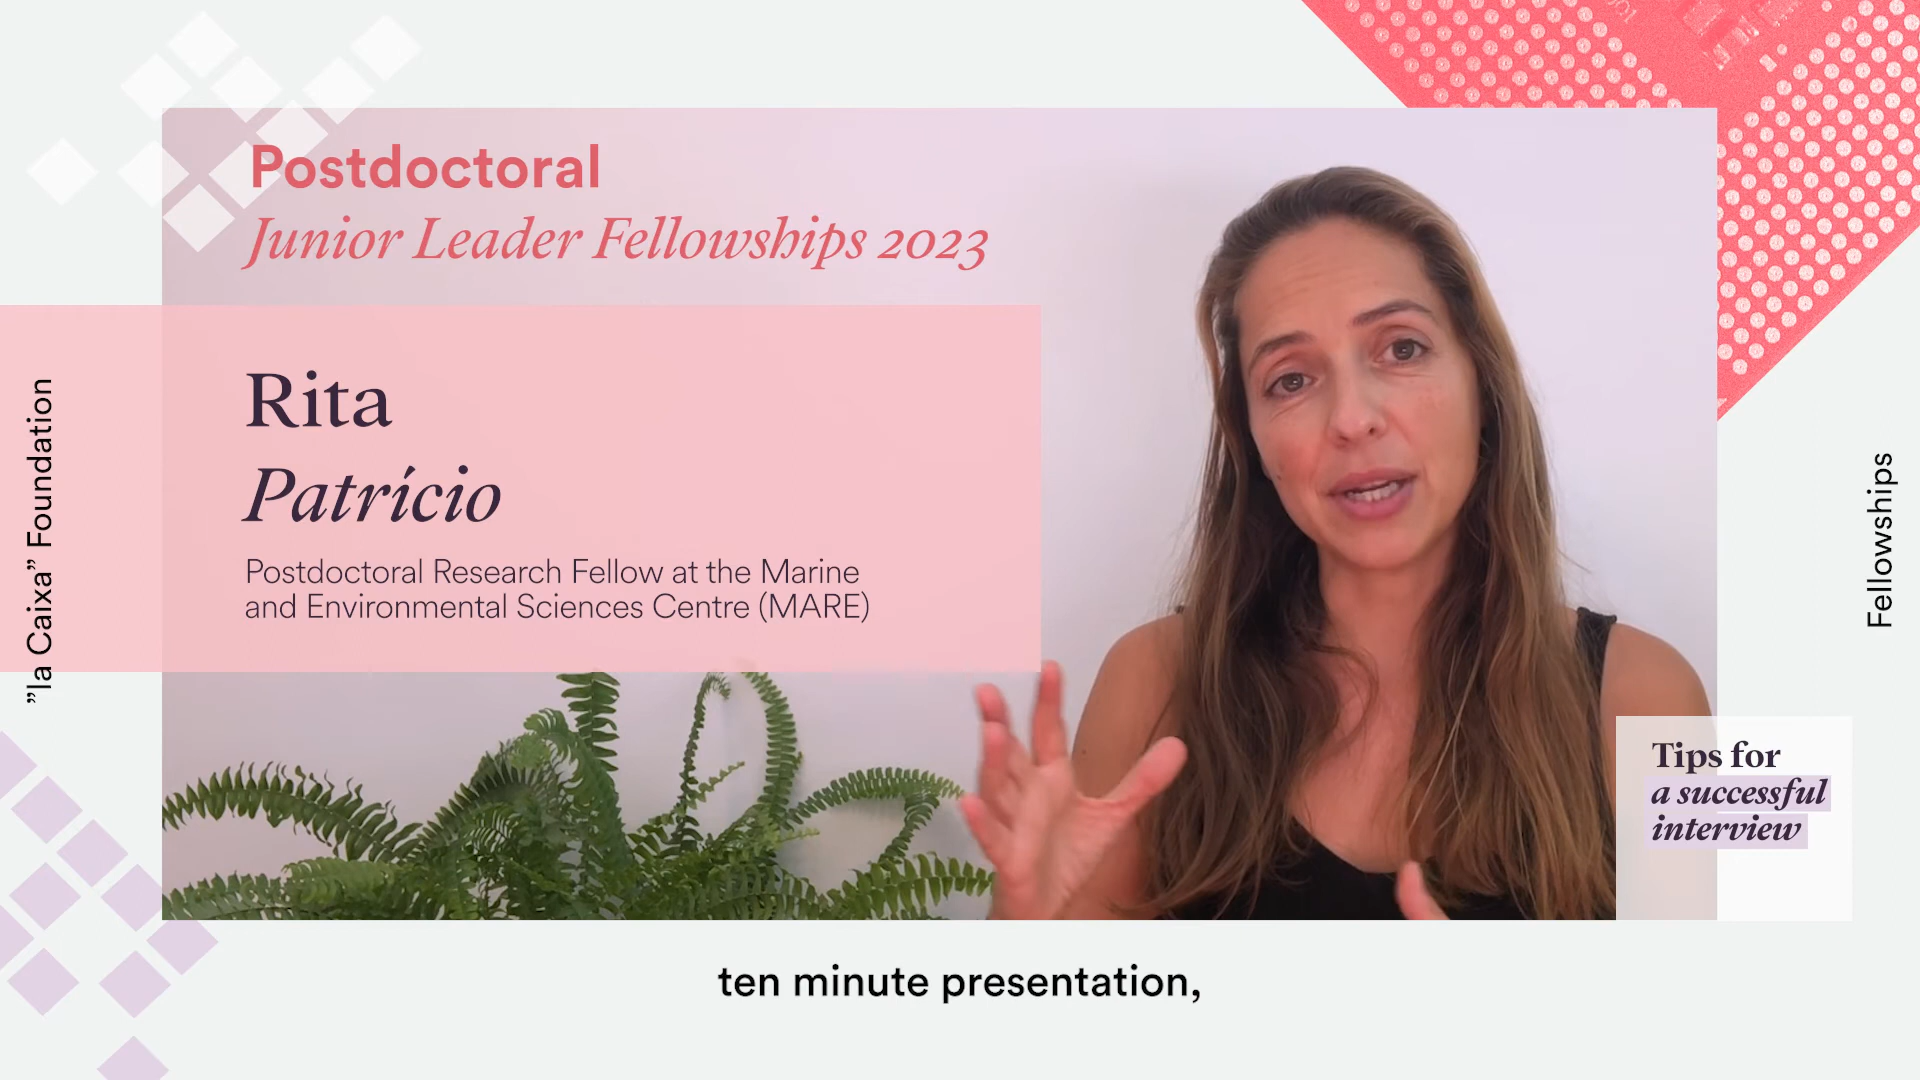 Postdoctoral
Junior Leader Fellowships 2023
Rita
Patrício
Postdoctoral Research Fellow at the Marine
and Environmental Sciences Centre (MARE)
”la Caixa” Foundation
Fellowships
Tips for
a successful
interview
ten minute presentation,